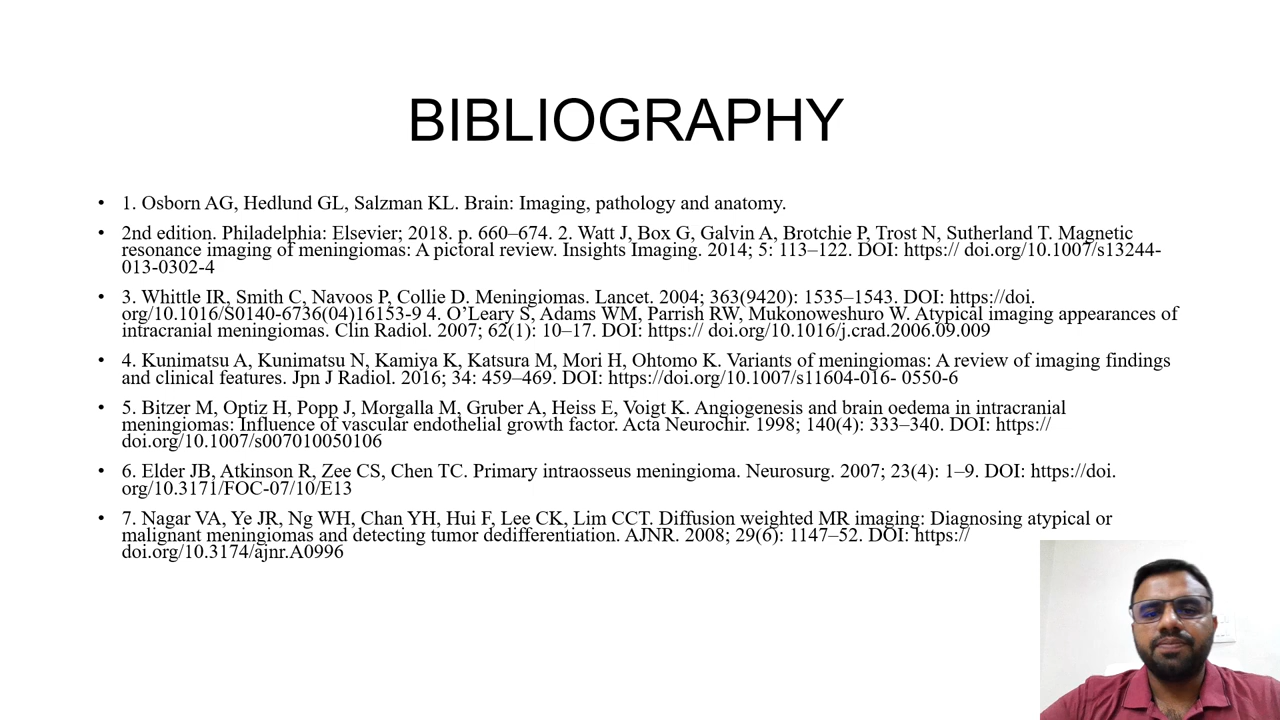 BIBLIOGRAPHY
• 1. Osborn AG, Hedlund GL, Salzman KL. Brain: Imaging, pathology and anatomy.
• 2nd edition. Philadelphia: Elsevier; 2018. p. 660–674. 2. Watt J, Box G, Galvin A, Brotchie P, Trost N, Sutherland T. Magnetic
resonance imaging of meningiomas: A pictoral review. Insights Imaging. 2014; 5: 113–122. DOI: https:// doi.org/10.1007/s13244-
013-0302-4
• 3. Whittle IR, Smith C, Navoos P, Collie D. Meningiomas. Lancet. 2004; 363(9420): 1535–1543. DOI: https://doi.
org/10.1016/S0140-6736(04)16153-9 4. O’Leary S, Adams WM, Parrish RW, Mukonoweshuro W. Atypical imaging appearances of
intracranial meningiomas. Clin Radiol. 2007; 62(1): 10–17. DOI: https:// doi.org/10.1016/j.crad.2006.09.009
• 4. Kunimatsu A, Kunimatsu N, Kamiya K, Katsura M, Mori H, Ohtomo K. Variants of meningiomas: A review of imaging findings
and clinical features. Jpn J Radiol. 2016; 34: 459–469. DOI: https://doi.org/10.1007/s11604-016- 0550-6
• 5. Bitzer M, Optiz H, Popp J, Morgalla M, Gruber A, Heiss E, Voigt K. Angiogenesis and brain oedema in intracranial
meningiomas: Influence of vascular endothelial growth factor. Acta Neurochir. 1998; 140(4): 333–340. DOI: https://
doi.org/10.1007/s007010050106
• 6. Elder JB, Atkinson R, Zee CS, Chen TC. Primary intraosseus meningioma. Neurosurg. 2007; 23(4): 1–9. DOI: https://doi.
org/10.3171/FOC-07/10/E13
• 7. Nagar VA, Ye JR, Ng WH, Chan YH, Hui F, Lee CK, Lim CCT. Diffusion weighted MR imaging: Diagnosing atypical or
malignant meningiomas and detecting tumor dedifferentiation. AJNR. 2008; 29(6): 1147–52. DOI: https://
doi.org/10.3174/ajnr.A0996